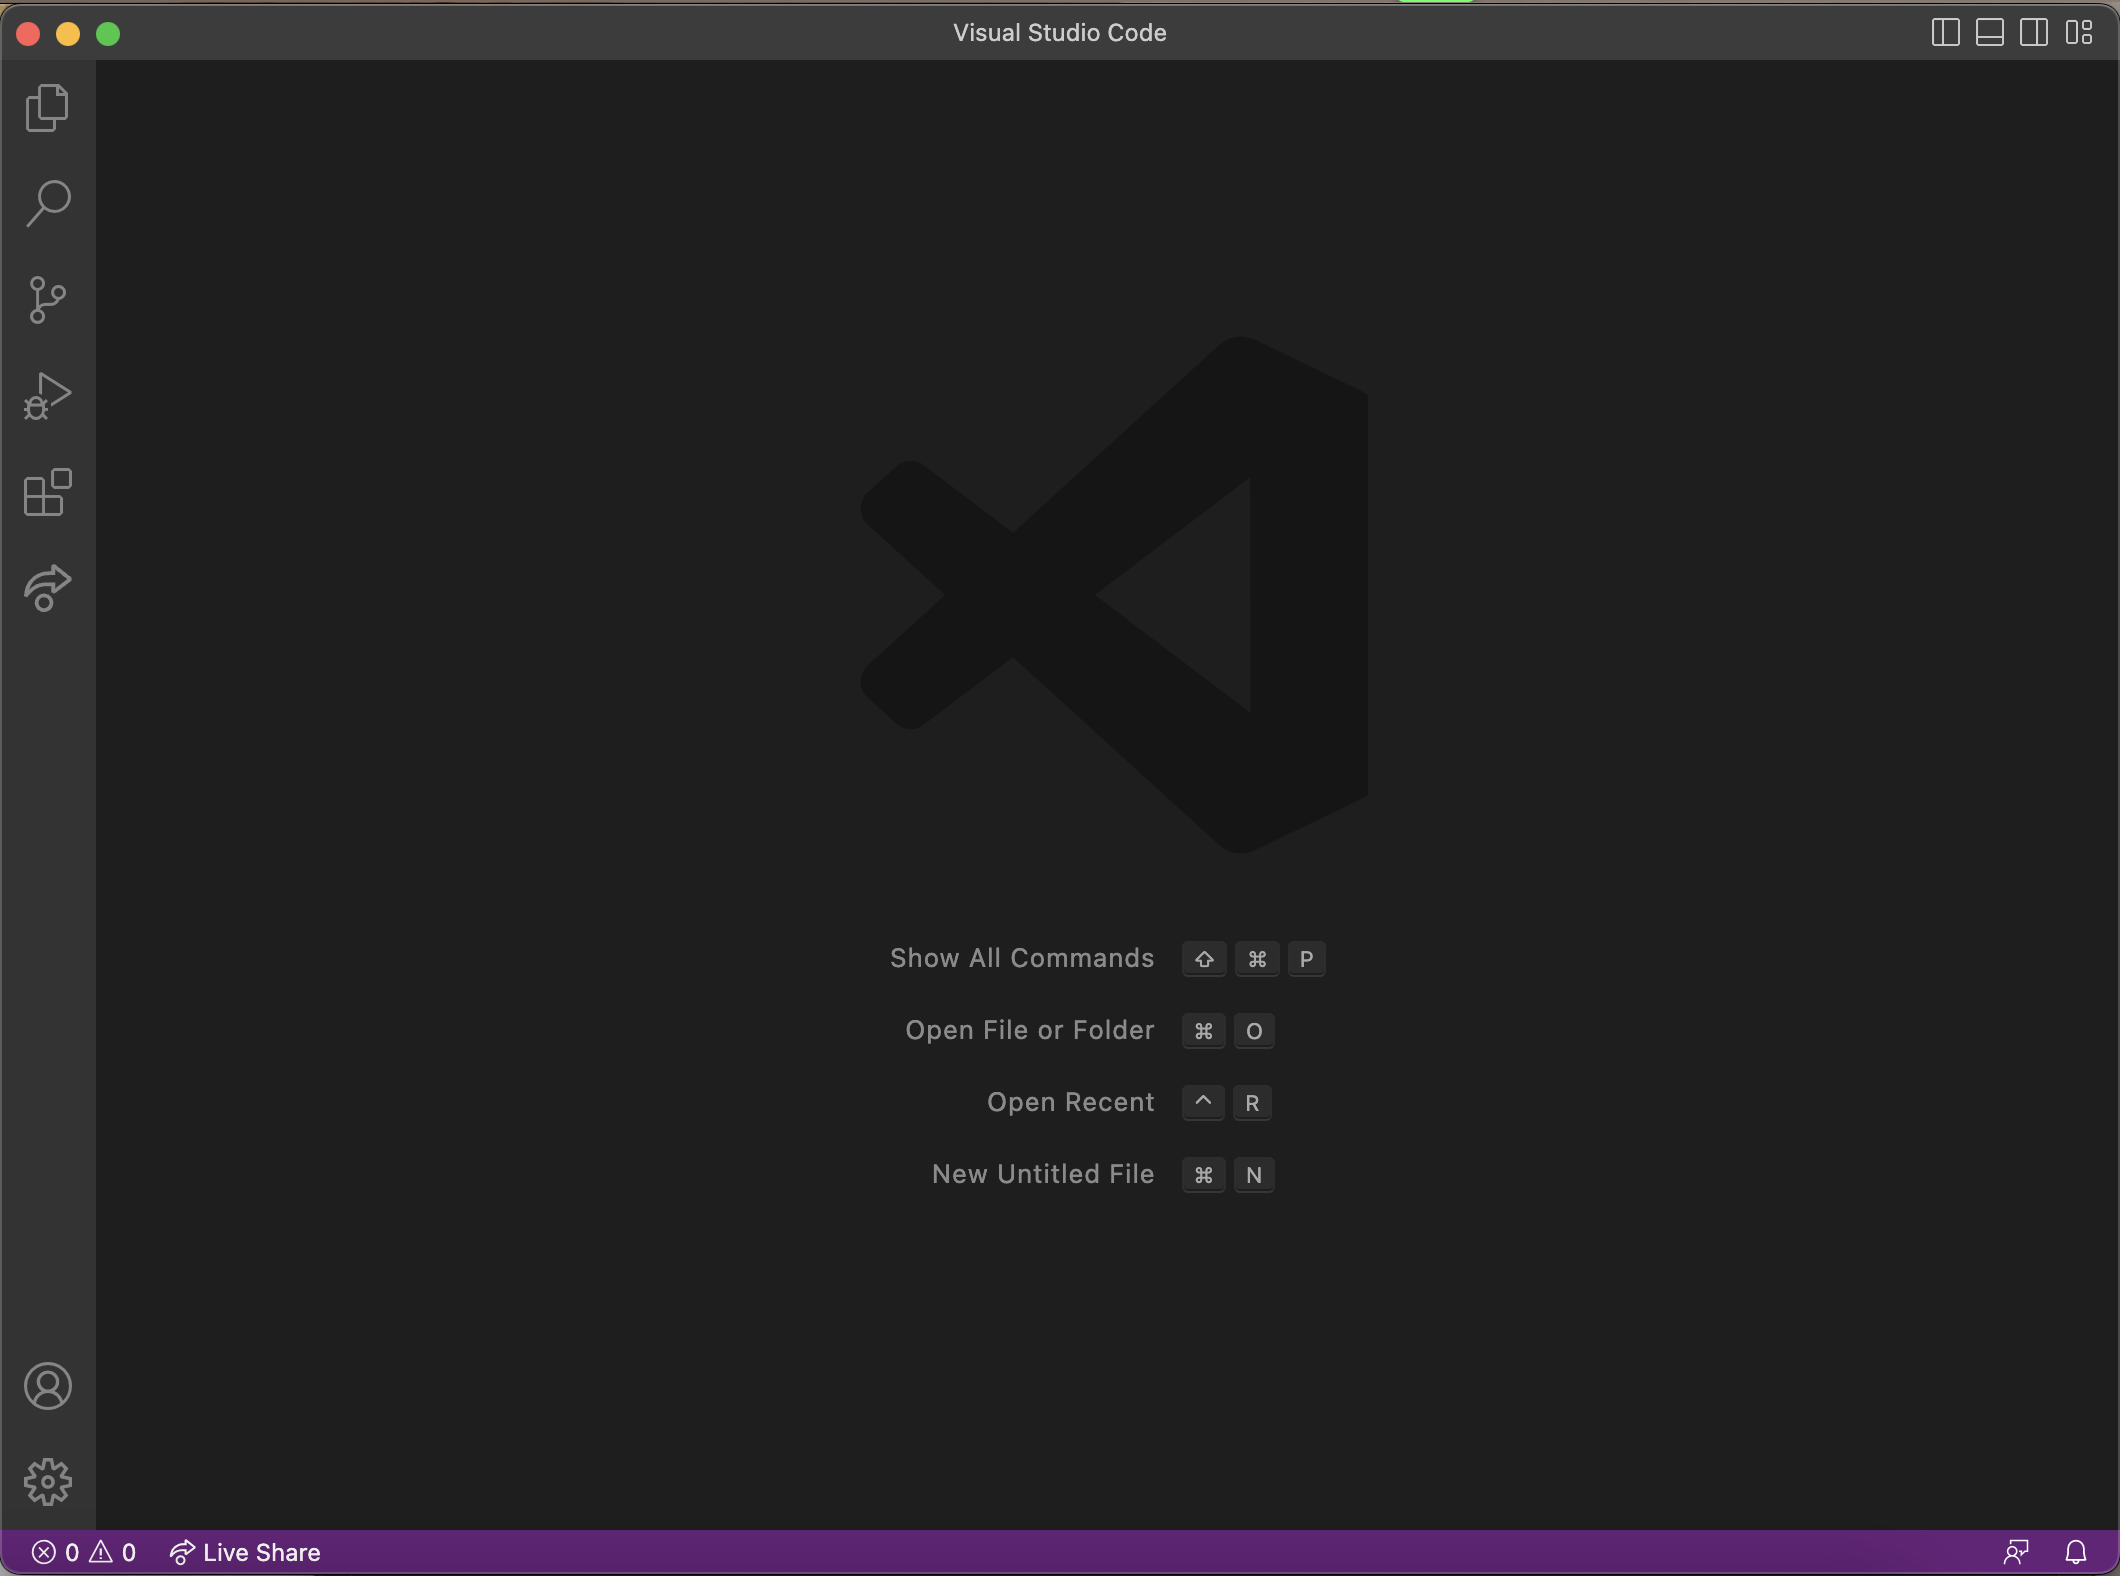 Visual Studio Code
Show All Commands ⇧ ⌘ P
Open File or Folder ⌘ O
Open Recent ^ R
New Untitled File ⌘ N
0 0 Live Share